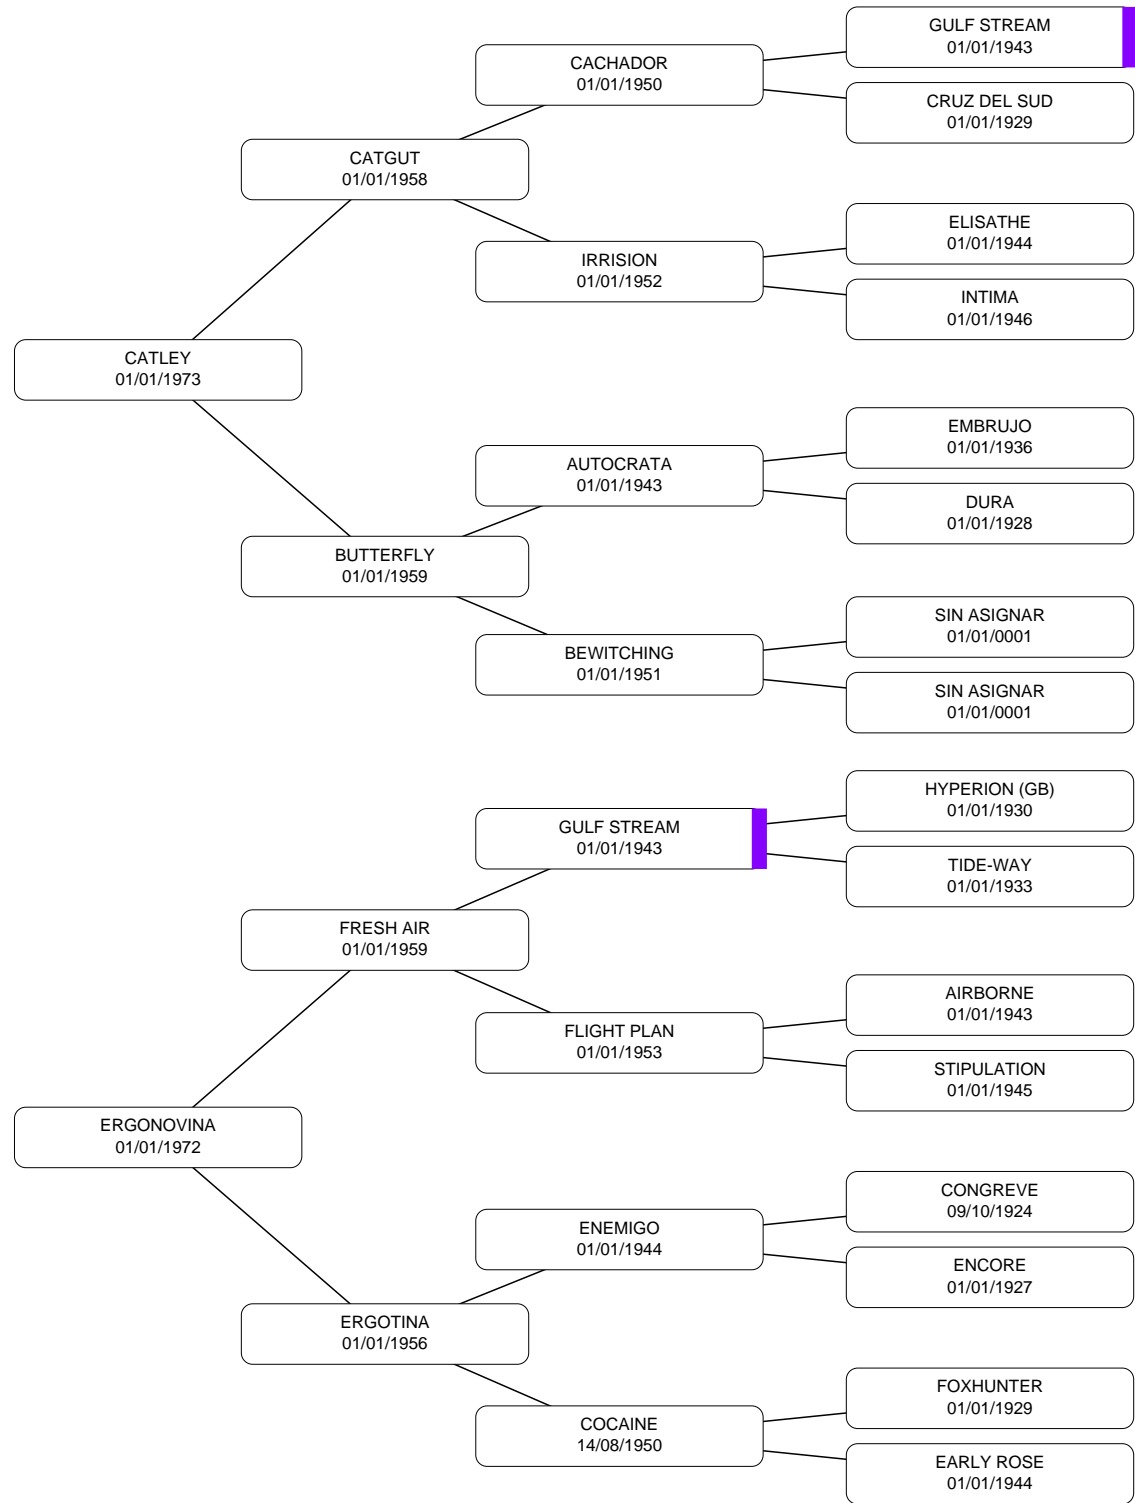 GULF STREAM
01/01/1943
CACHADOR
01/01/1950
CRUZ DEL SUD
01/01/1929
CATGUT
01/01/1958
ELISATHE
01/01/1944
IRRISION
01/01/1952
INTIMA
01/01/1946
CATLEY
01/01/1973
EMBRUJO
01/01/1936
AUTOCRATA
01/01/1943
DURA
01/01/1928
BUTTERFLY
01/01/1959
SIN ASIGNAR
01/01/0001
BEWITCHING
01/01/1951
SIN ASIGNAR
01/01/0001
HYPERION (GB)
01/01/1930
GULF STREAM
01/01/1943
TIDE-WAY
01/01/1933
FRESH AIR
01/01/1959
AIRBORNE
01/01/1943
FLIGHT PLAN
01/01/1953
STIPULATION
01/01/1945
ERGONOVINA
01/01/1972
CONGREVE
09/10/1924
ENEMIGO
01/01/1944
ENCORE
01/01/1927
ERGOTINA
01/01/1956
FOXHUNTER
01/01/1929
COCAINE
14/08/1950
EARLY ROSE
01/01/1944